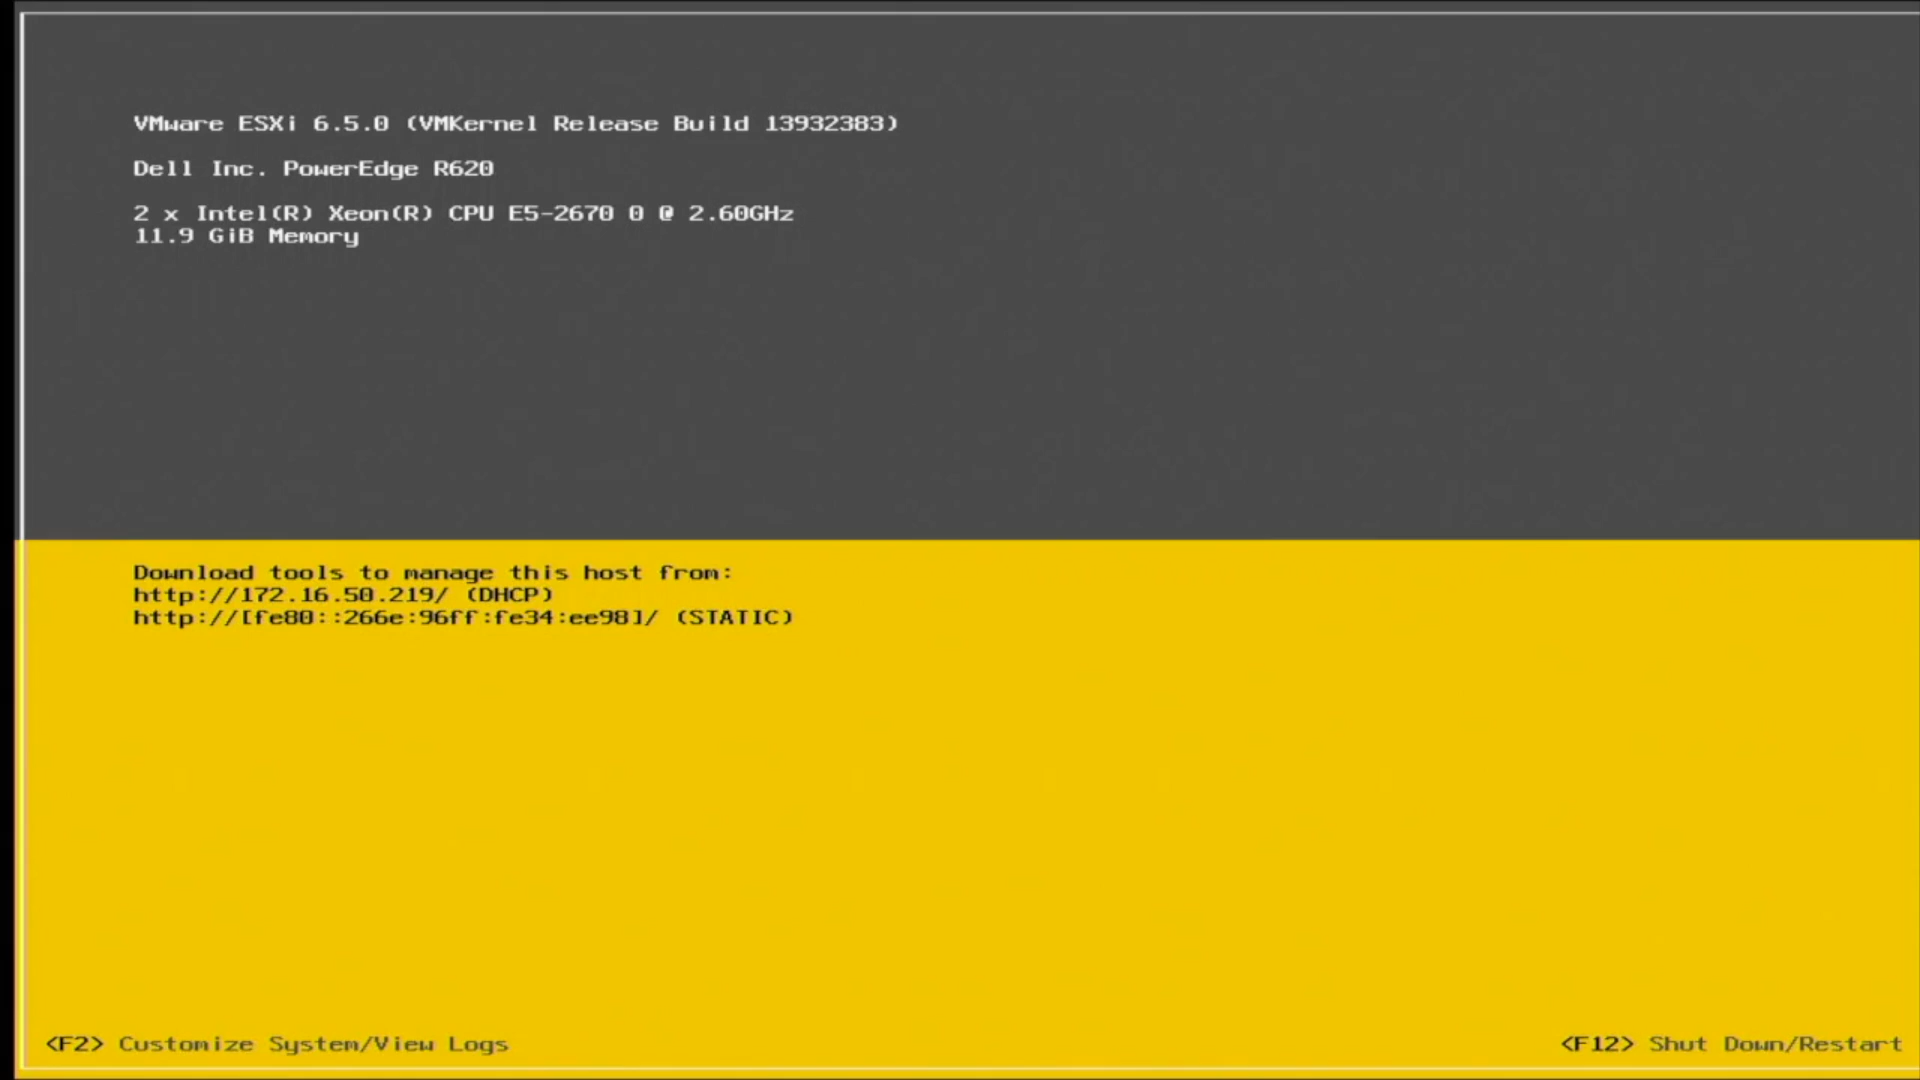 VMware ESXi 6.5.0 (VMKernel Release Build 13932383)
Dell Inc. PowerEdge R620
2 x Intel(R) Xeon(R) CPU E5-2670 0 @ 2.60GHz
11.9 GiB Memory
Download tools to manage this host from:
http://172.16.50.219/ (DHCP)
http://[fe80::266e:96ff:fe34:ee98]/ (STATIC)
<F2> Customize System/View Logs
<F12> Shut Down/Restart